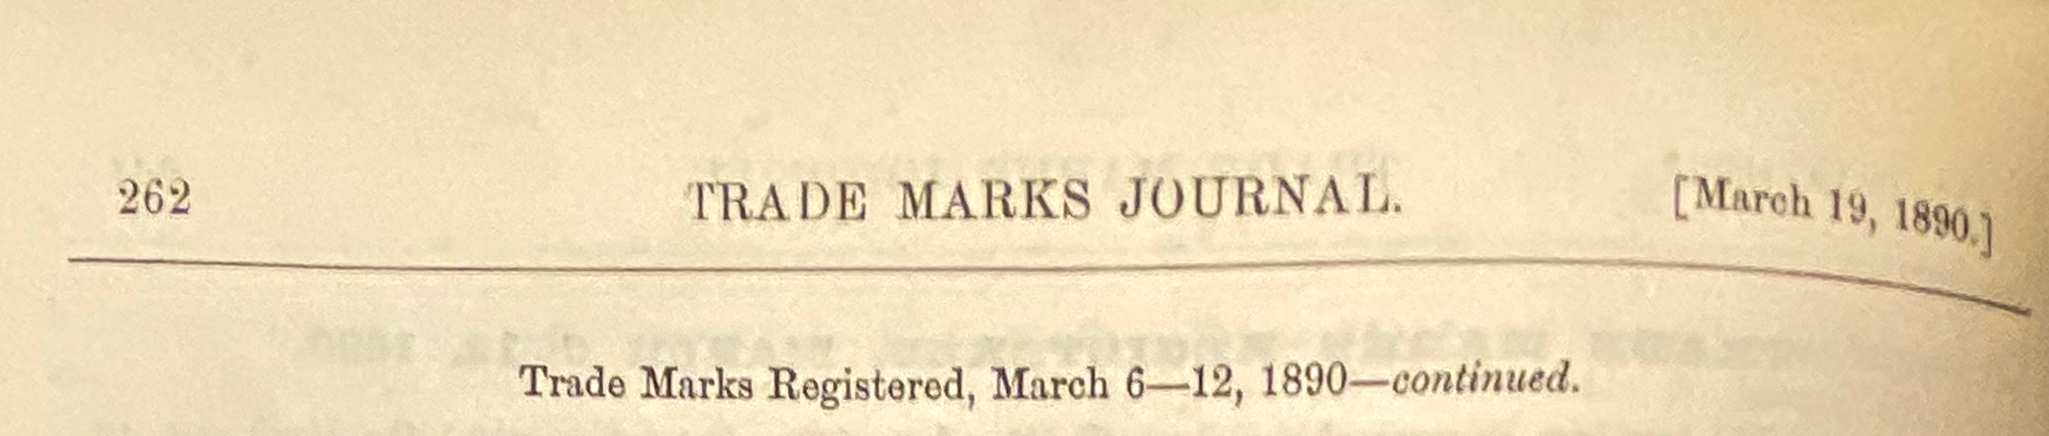 262 TRADE MARKS JOURNAL. [March 19, 1890.]
Trade Marks Registered, March 6—12, 1890—continued.